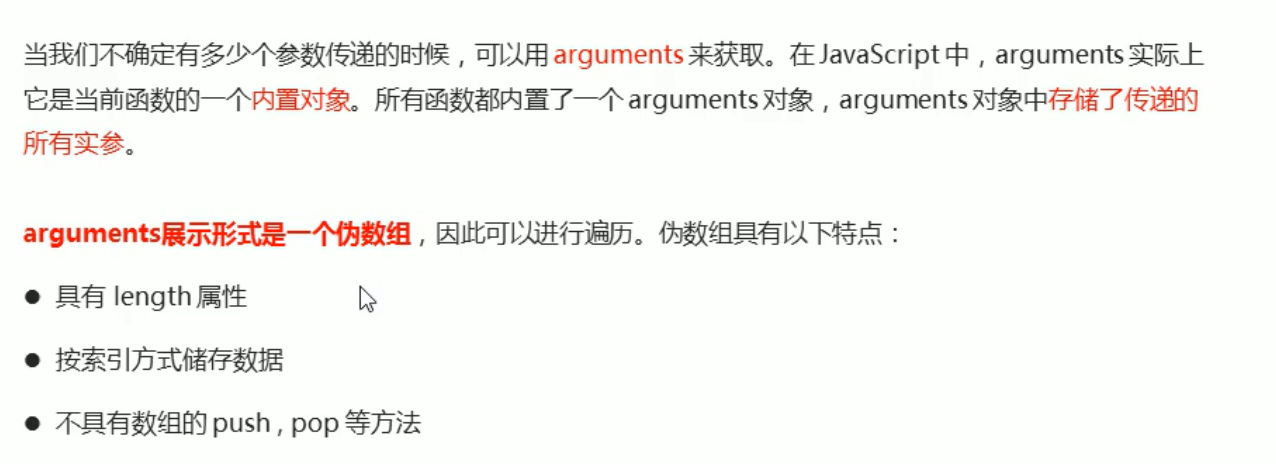 当我们不确定有多少个参数传递的时候，可以用 arguments 来获取。在 JavaScript 中，arguments 实际上
它是当前函数的一个内置对象。所有函数都内置了一个 arguments 对象，arguments 对象中存储了传递的
所有实参。
arguments展示形式是一个伪数组，因此可以进行遍历。伪数组具有以下特点：
● 具有 length 属性
● 按索引方式储存数据
● 不具有数组的 push , pop 等方法